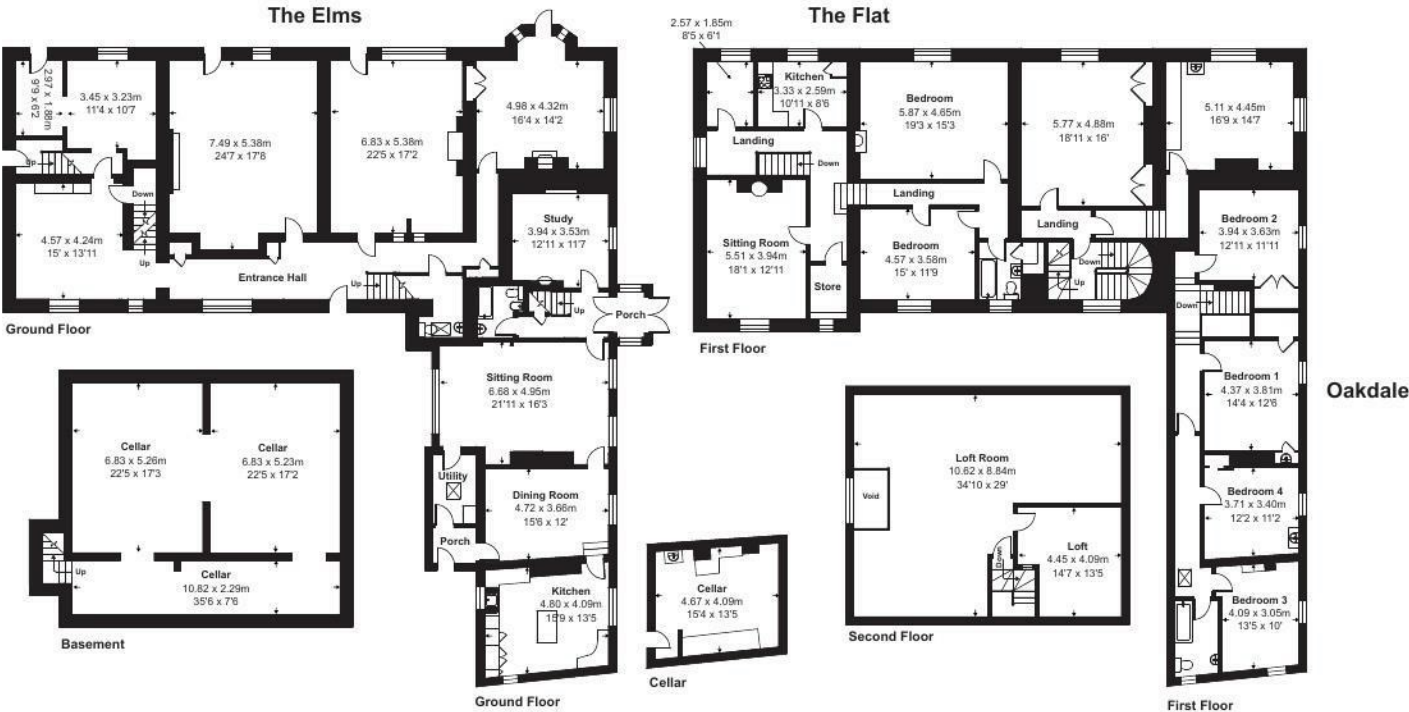 The Elms
2.97 x 1.88m
9'9 x 6'2
3.45 x 3.23m
11'4 x 10'7
7.49 x 5.38m
24'7 x 17'8
6.83 x 5.38m
22'5 x 17'2
4.98 x 4.32m
16'4 x 14'2
Up
Down
Up
4.57 x 4.24m
15' x 13'11
Entrance Hall
Up
Study
3.94 x 3.53m
12'11 x 11'7
Up
Porch
Ground Floor
Sitting Room
6.68 x 4.95m
21'11 x 16'3
Utility
Dining Room
4.72 x 3.66m
15'6 x 12'
Porch
Kitchen
4.80 x 4.09m
15'9 x 13'5
Ground Floor
Cellar
6.83 x 5.26m
22'5 x 17'3
Cellar
6.83 x 5.23m
22'5 x 17'2
Up
Cellar
10.82 x 2.29m
35'6 x 7'6
Basement
Cellar
4.67 x 4.09m
15'4 x 13'5
Cellar
The Flat
2.57 x 1.85m
8'5 x 6'1
Kitchen
3.33 x 2.59m
10'11 x 8'6
Bedroom
5.87 x 4.65m
19'3 x 15'3
5.77 x 4.88m
18'11 x 16'
5.11 x 4.45m
16'9 x 14'7
Landing
Down
Landing
Sitting Room
5.51 x 3.94m
18'1 x 12'11
Bedroom
4.57 x 3.58m
15' x 11'9
Store
Landing
Down
Up
Bedroom 2
3.94 x 3.63m
12'11 x 11'11
Down
First Floor
Bedroom 1
4.37 x 3.81m
14'4 x 12'6
Oakdale
Bedroom 4
3.71 x 3.40m
12'2 x 11'2
Bedroom 3
4.09 x 3.05m
13'5 x 10'
First Floor
Loft Room
10.62 x 8.84m
34'10 x 29'
Void
Down
Loft
4.45 x 4.09m
14'7 x 13'5
Second Floor